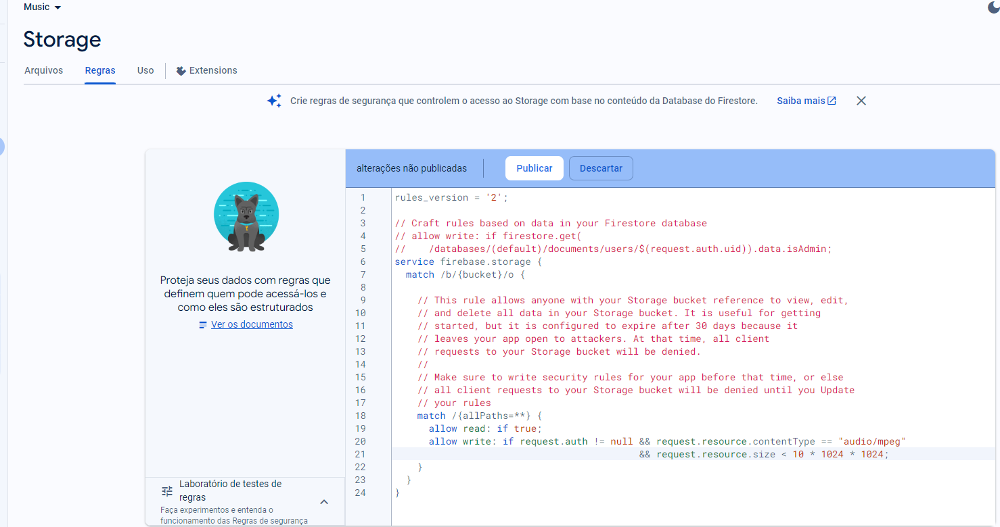 Music
Storage
Arquivos Regras Uso Extensions
Crie regras de segurança que controlem o acesso ao Storage com base no conteúdo da Database do Firestore. Saiba mais
Proteja seus dados com regras que
definem quem pode acessá-los e
como eles são estruturados
Ver os documentos
Laboratório de testes de
regras
Faça experimentos e entenda o
funcionamento das Regras de segurança
alterações não publicadas Publicar Descartar
1 rules_version = '2';
2
3 // Craft rules based on data in your Firestore database
4 // allow write: if firestore.get(
5 //    /databases/(default)/documents/users/$(request.auth.uid)).data.isAdmin;
6 service firebase.storage {
7   match /b/{bucket}/o {
8
9     // This rule allows anyone with your Storage bucket reference to view, edit,
10     // and delete all data in your Storage bucket. It is useful for getting
11     // started, but it is configured to expire after 30 days because it
12     // leaves your app open to attackers. At that time, all client
13     // requests to your Storage bucket will be denied.
14     //
15     // Make sure to write security rules for your app before that time, or else
16     // all client requests to your Storage bucket will be denied until you Update
17     // your rules
18     match /{allPaths=**} {
19       allow read: if true;
20       allow write: if request.auth != null && request.resource.contentType == "audio/mpeg"
21                                            && request.resource.size < 10 * 1024 * 1024;
22     }
23   }
24 }